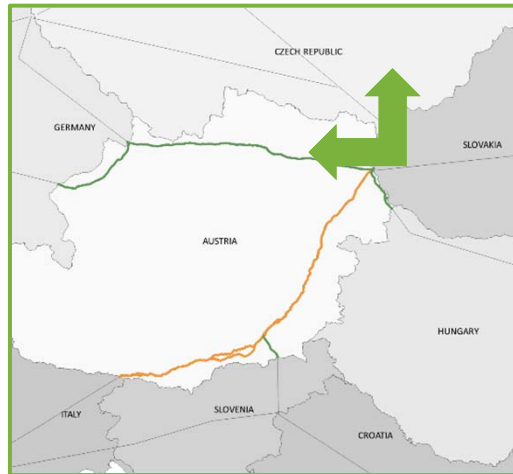 CZECH REPUBLIC
GERMANY
SLOVAKIA
AUSTRIA
HUNGARY
ITALY
SLOVENIA
CROATIA